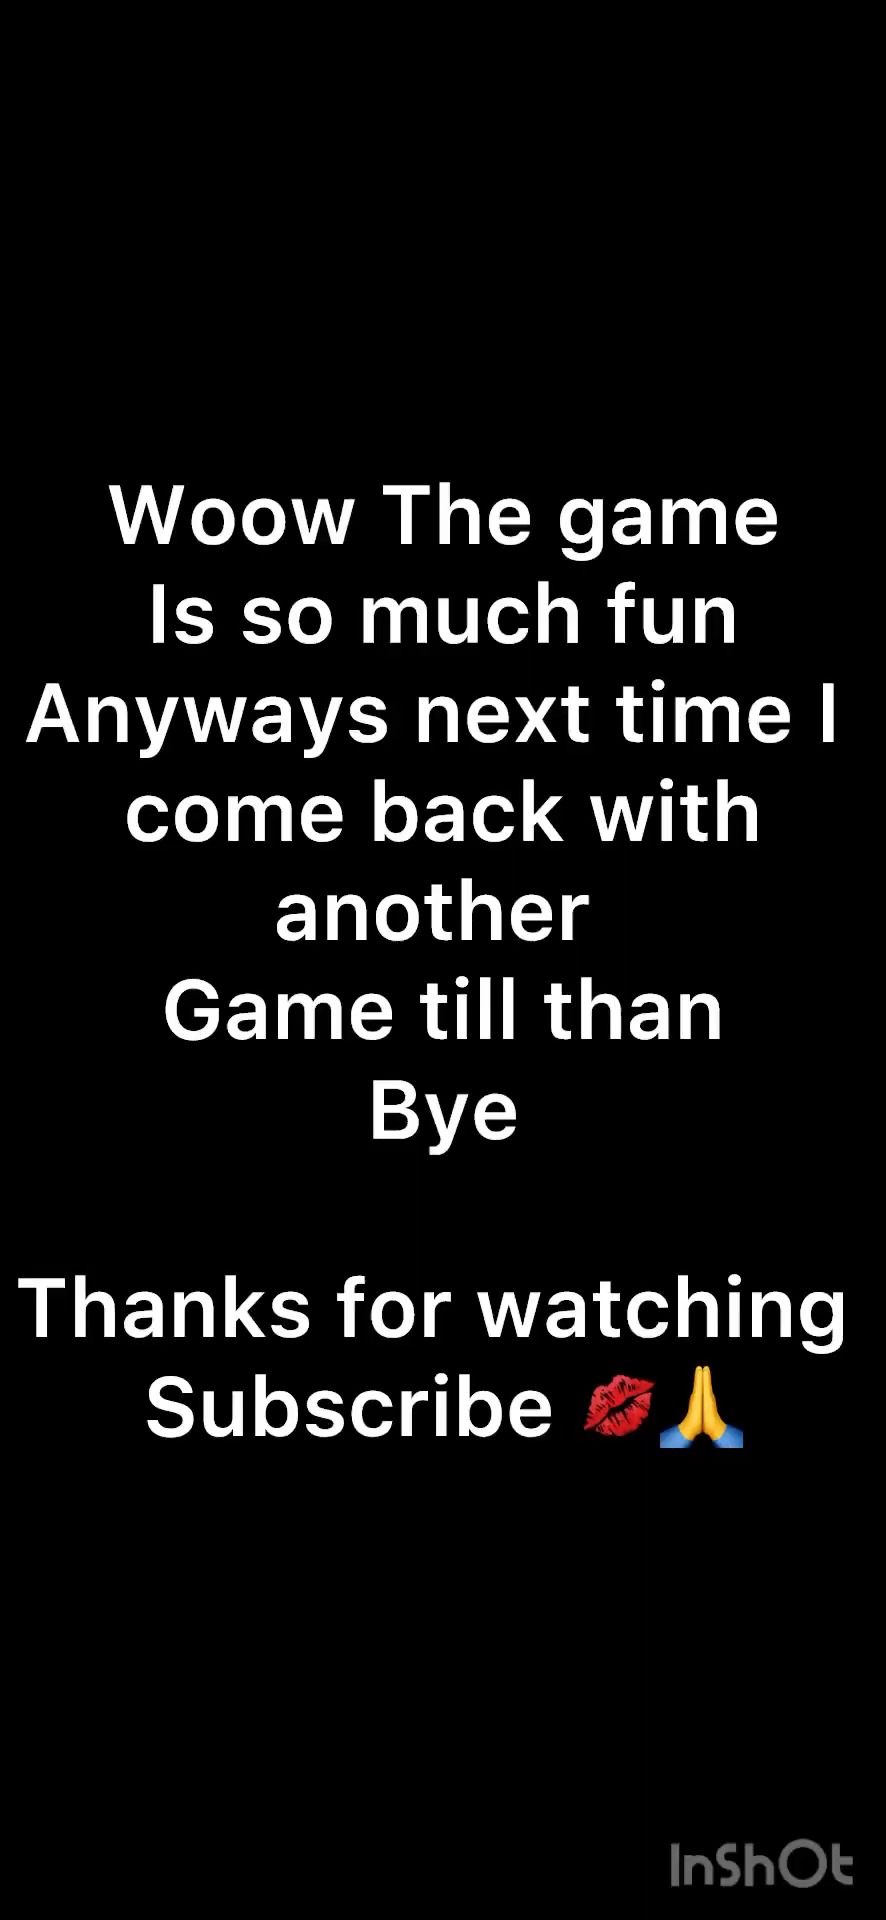 Woow The game
Is so much fun
Anyways next time I
come back with
another
Game till than
Bye
Thanks for watching
Subscribe 💋🙏
InShOt